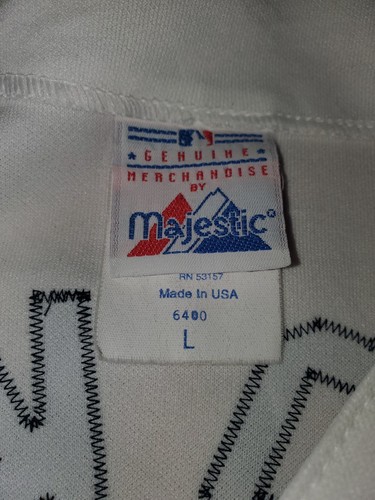 GENUINE
MERCHANDISE
BY
Majestic®
RN 53157
Made In USA
6400
L